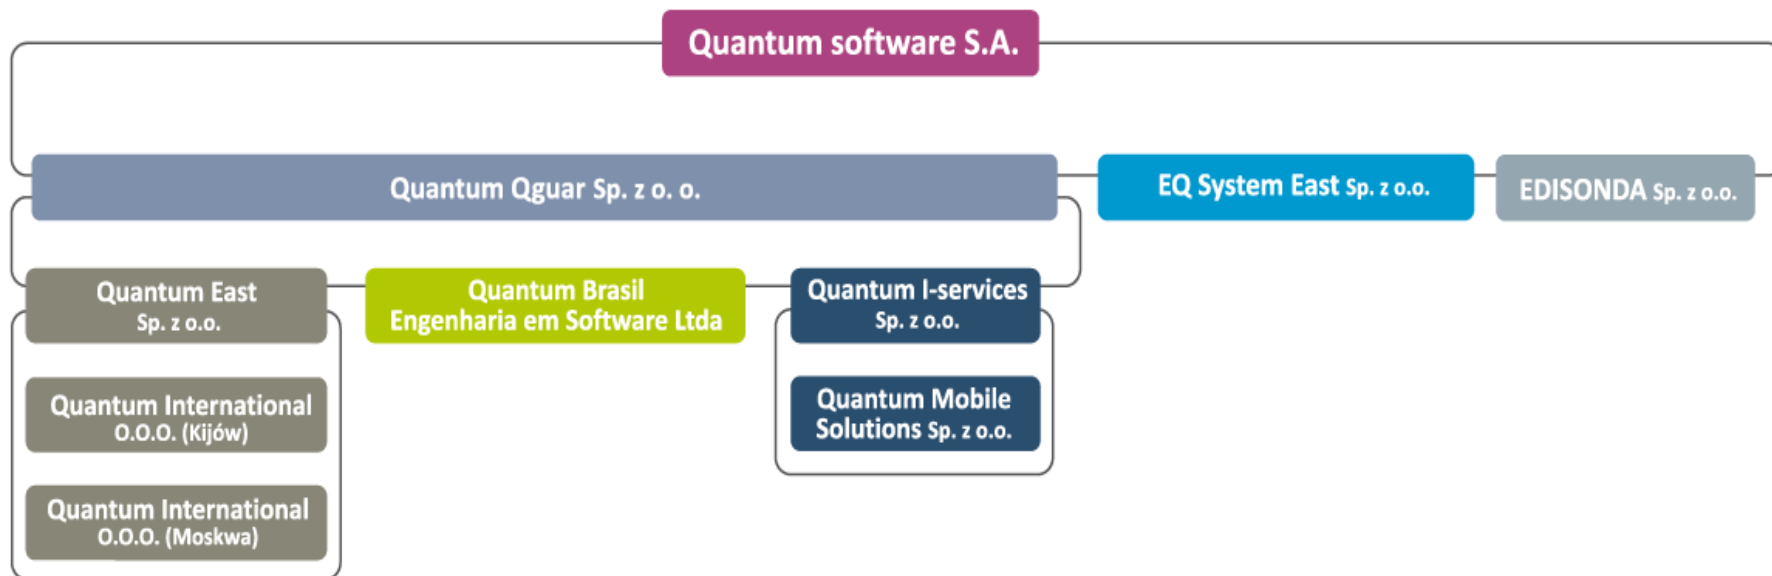 Quantum software S.A.
Quantum Qguar Sp. z o. o.
EQ System East Sp. z o.o.
EDISONDA Sp. z o.o.
Quantum East
Sp. z o.o.
Quantum Brasil
Engenharia em Software Ltda
Quantum I-services
Sp. z o.o.
Quantum International
O.O.O. (Kijów)
Quantum Mobile
Solutions Sp. z o.o.
Quantum International
O.O.O. (Moskwa)